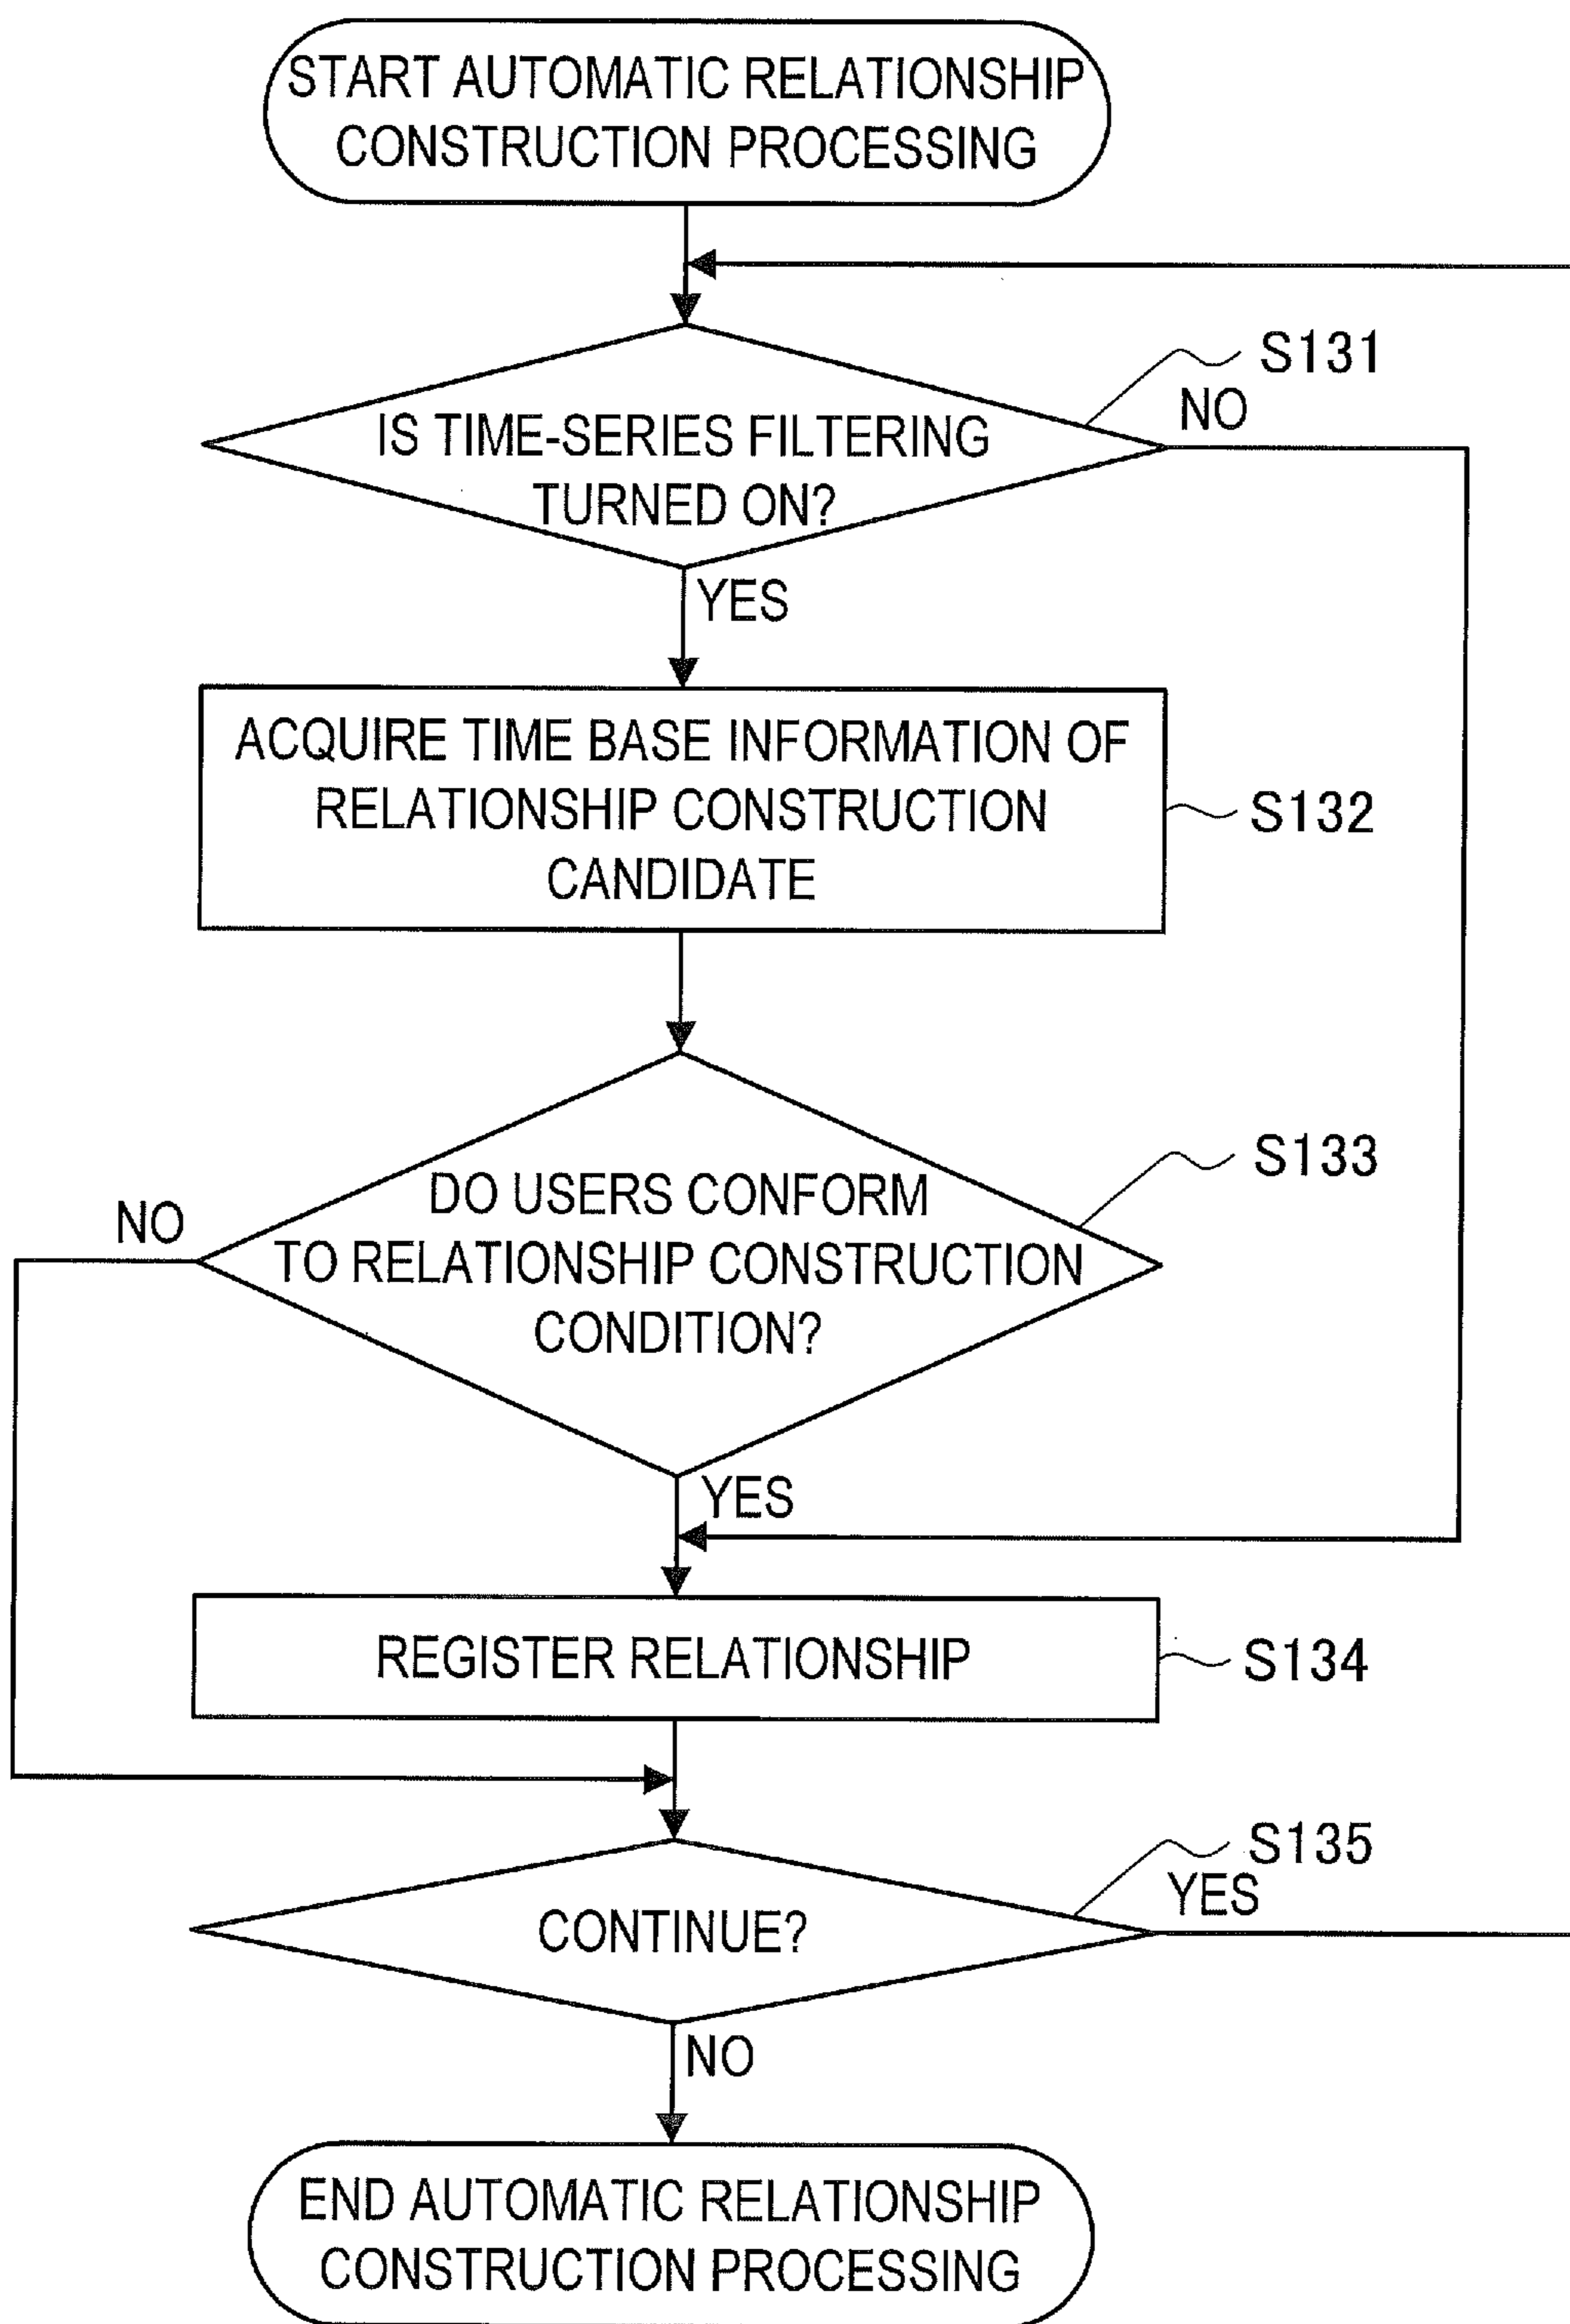 START AUTOMATIC RELATIONSHIP
CONSTRUCTION PROCESSING
S131
NO
IS TIME-SERIES FILTERING
TURNED ON?
YES
ACQUIRE TIME BASE INFORMATION OF
RELATIONSHIP CONSTRUCTION
CANDIDATE
S132
S133
NO
DO USERS CONFORM
TO RELATIONSHIP CONSTRUCTION
CONDITION?
YES
REGISTER RELATIONSHIP
S134
S135
YES
CONTINUE?
NO
END AUTOMATIC RELATIONSHIP
CONSTRUCTION PROCESSING